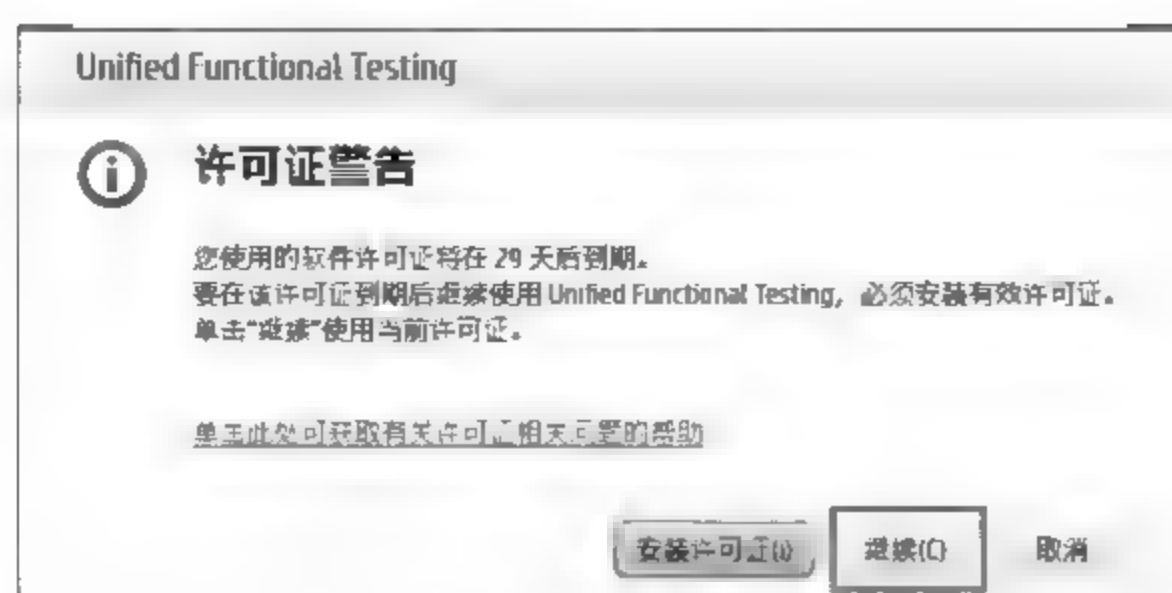 Unified Functional Testing
许可证警告
您使用的软件许可证将在 29 天后到期。
要在该许可证到期后继续使用 Unified Functional Testing, 必须安装有效许可证。
单击“继续”使用当前许可证。
单击此处可获取有关许可证相关问题的帮助
安装许可证(I)
继续(C)
取消